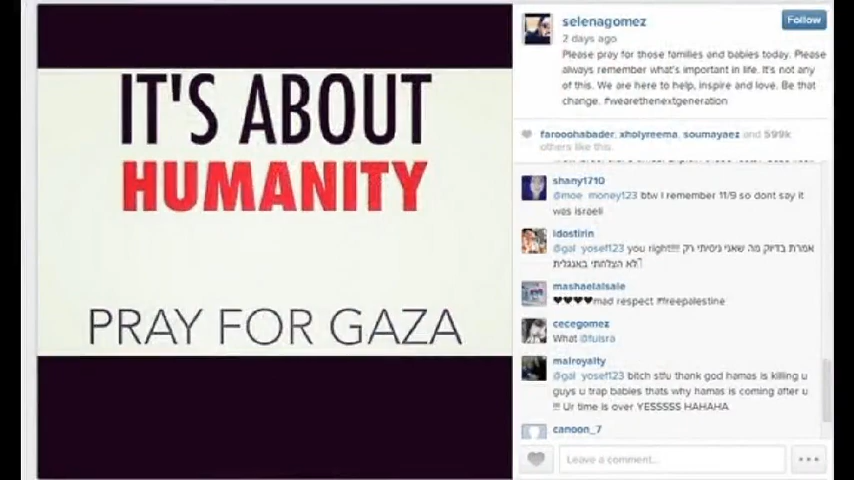 IT'S ABOUT
HUMANITY
PRAY FOR GAZA
selenagomez
Follow
2 days ago
Please pray for those families and babies today. Please
always remember what's important in life. It's not any
of this. We are here to help, inspire and love. Be that
change. #wearethenextgeneration
farooohabader, xholyreema, soumayaez and 599k
others like this.
shany1710
@moe_money123 btw I remember 11/9 so dont say it
was israeli
idostirin
@gal_yosef123 you right!!!! אמרת בדיוק מה שאני ניסיתי רק
לא הצלחתי באנגלית
mashaelalsaie
♥♥♥♥mad respect #freepalestine
cecegomez
What @fulsra
malroyalty
@gal_yosef123 bitch stfu thank god hamas is killing u
guys u trap babies thats why hamas is coming after u
!!! Ur time is over YESSSSS HAHAHA
canoon_7
Leave a comment...